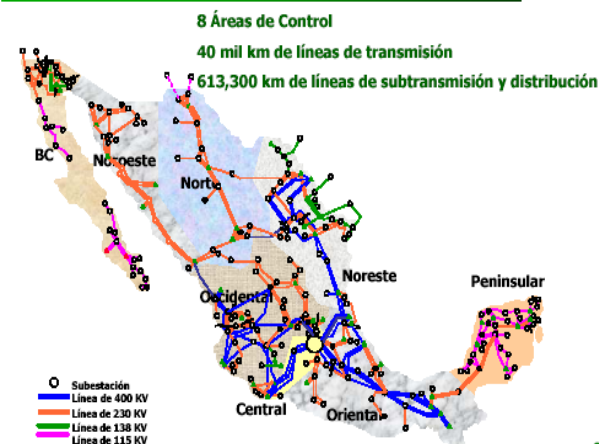 8 Áreas de Control
40 mil km de líneas de transmisión
613,300 km de líneas de subtransmisión y distribución
BC
Noroeste
Norte
Noreste
Occidental
Peninsular
Central
Oriental
Subestación
Línea de 400 KV
Línea de 230 KV
Línea de 138 KV
Línea de 115 KV